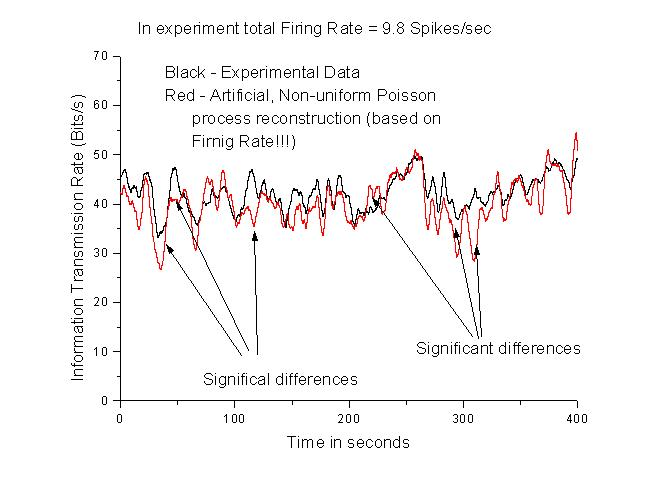 In experiment total Firing Rate = 9.8 Spikes/sec
Black - Experimental Data
Red - Artificial, Non-uniform Poisson
process reconstruction (based on
Firnig Rate!!!)
Information Transmission Rate (Bits/s)
70
60
50
40
30
20
10
0
Significal differences
Significant differences
0 100 200 300 400
Time in seconds